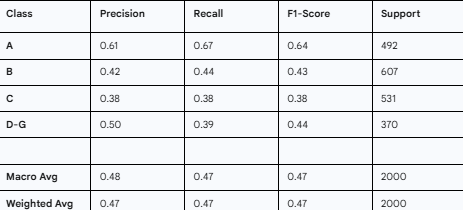 Class Precision Recall F1-Score Support
A 0.61 0.67 0.64 492
B 0.42 0.44 0.43 607
C 0.38 0.38 0.38 531
D-G 0.50 0.39 0.44 370
Macro Avg 0.48 0.47 0.47 2000
Weighted Avg 0.47 0.47 0.47 2000